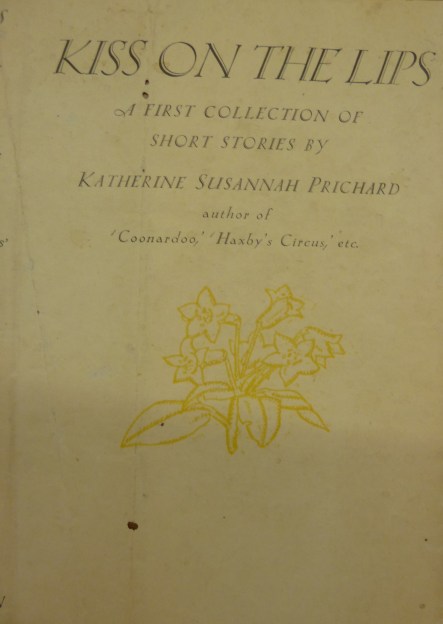 KISS ON THE LIPS
A FIRST COLLECTION OF
SHORT STORIES BY
KATHERINE SUSANNAH PRICHARD
author of
'Coonardoo,' 'Haxby's Circus,' etc.